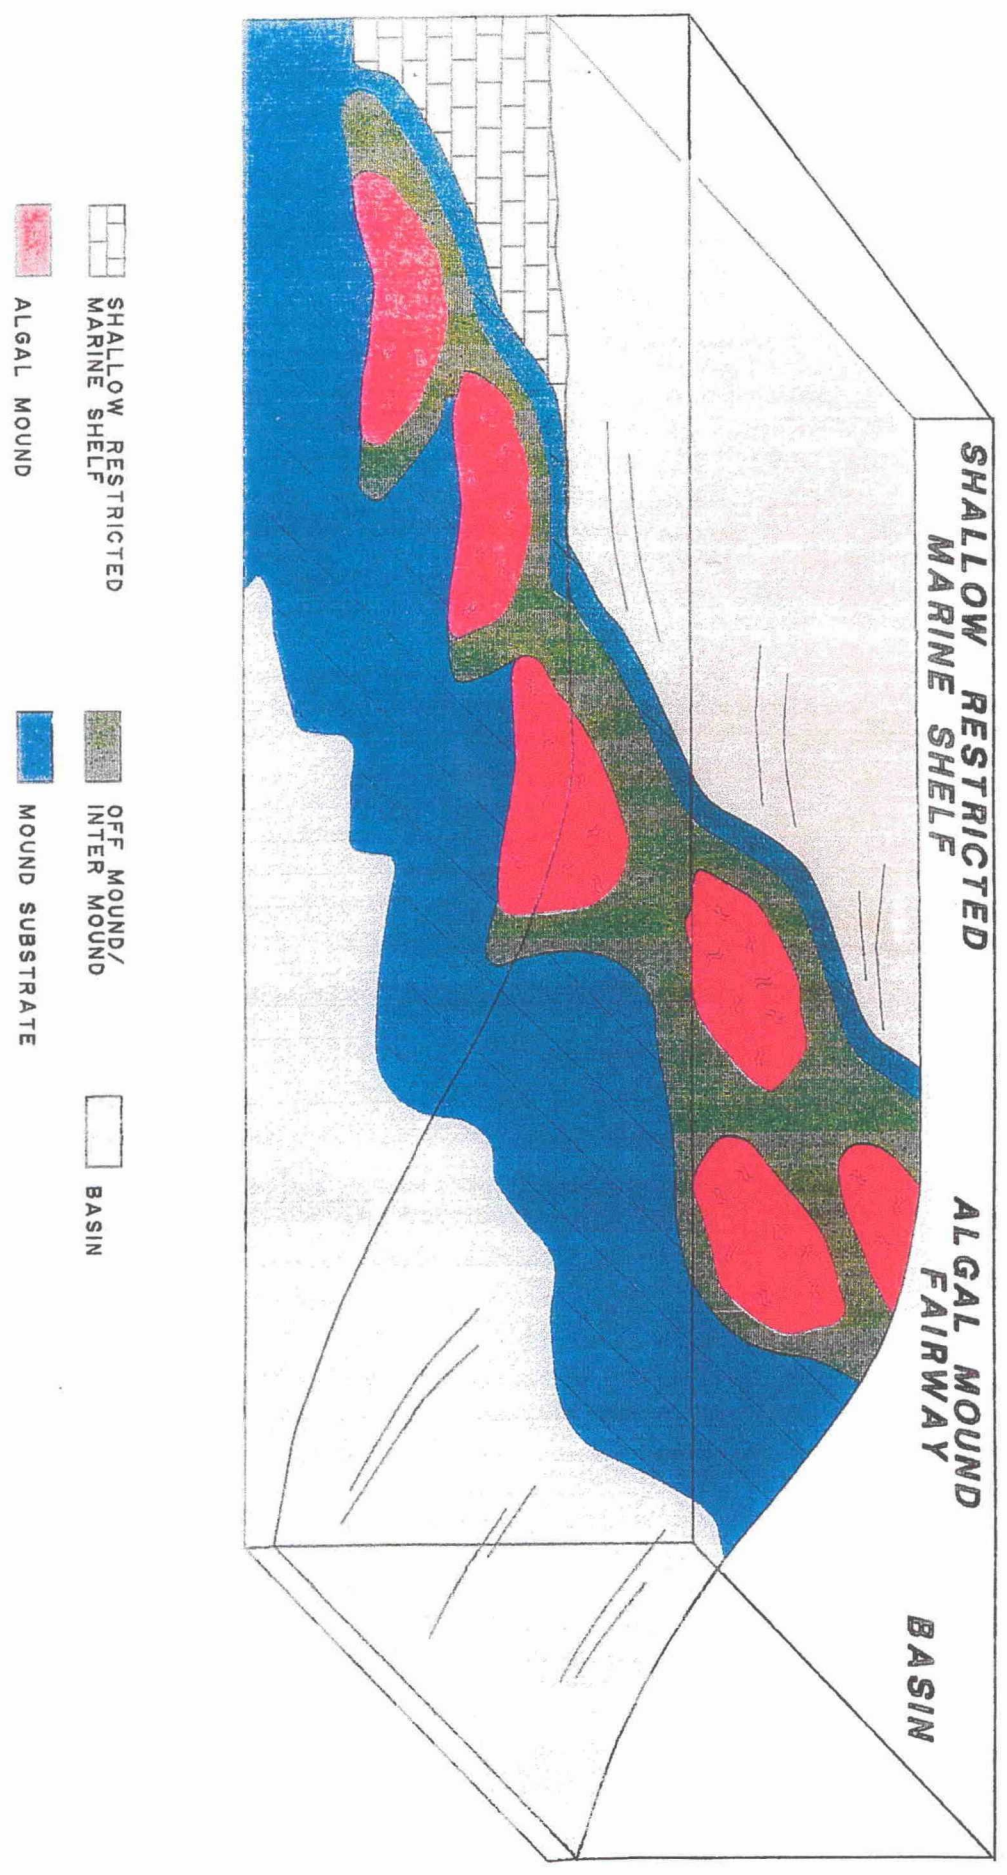 SHALLOW RESTRICTED
MARINE SHELF
ALGAL MOUND
FAIRWAY
BASIN
SHALLOW RESTRICTED
MARINE SHELF
OFF MOUND/
INTER MOUND
BASIN
ALGAL MOUND
MOUND SUBSTRATE